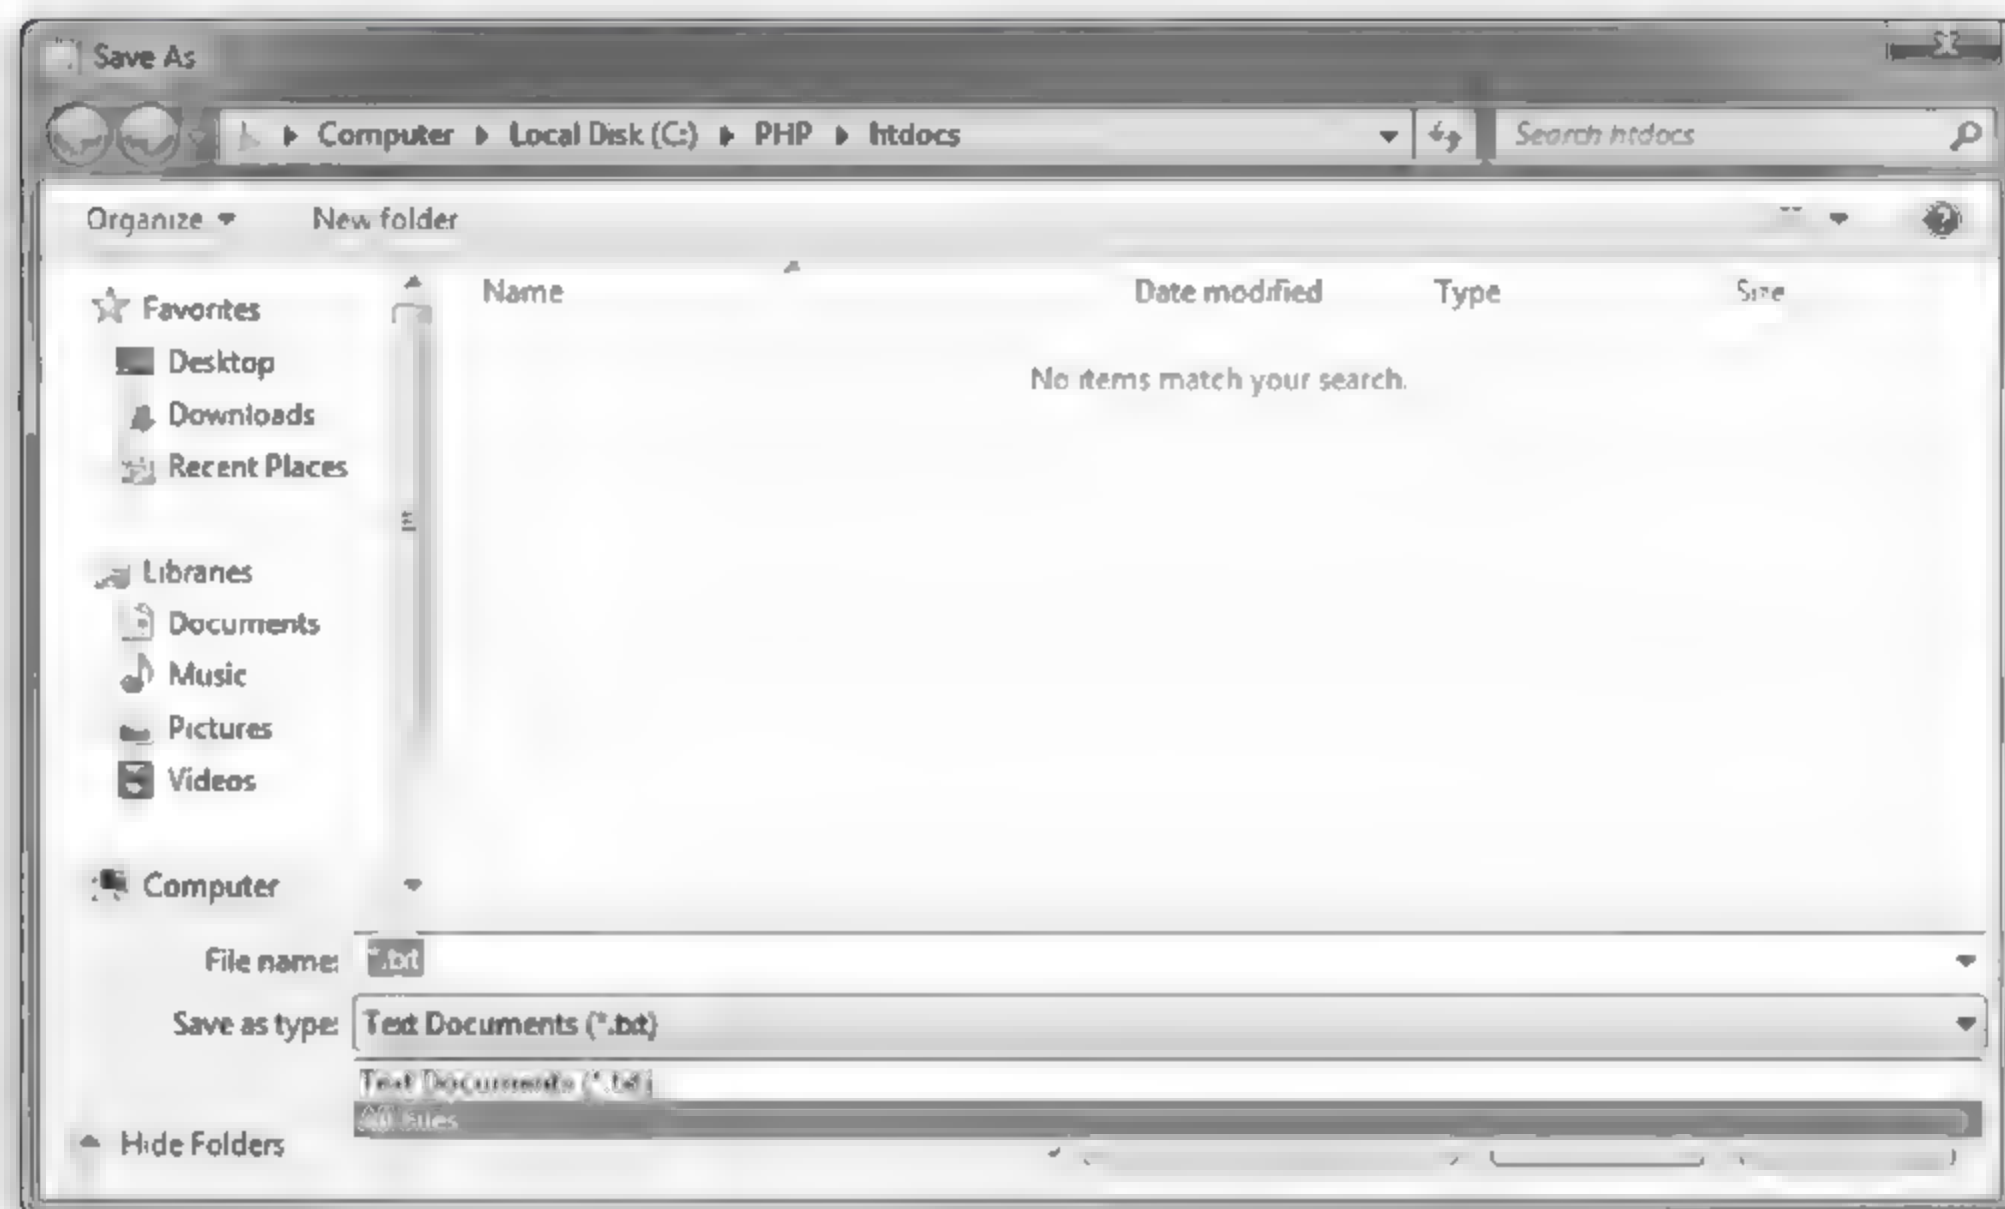 Save As
Computer Local Disk (C:) PHP htdocs Search htdocs
Organize New folder
Name Date modified Type Size
Favorites
No items match your search.
Desktop
Downloads
Recent Places
Libraries
Documents
Music
Pictures
Videos
Computer
File name: *.txt
Save as type: Text Documents (*.txt)
Text Documents (*.txt)
All Files
Hide Folders